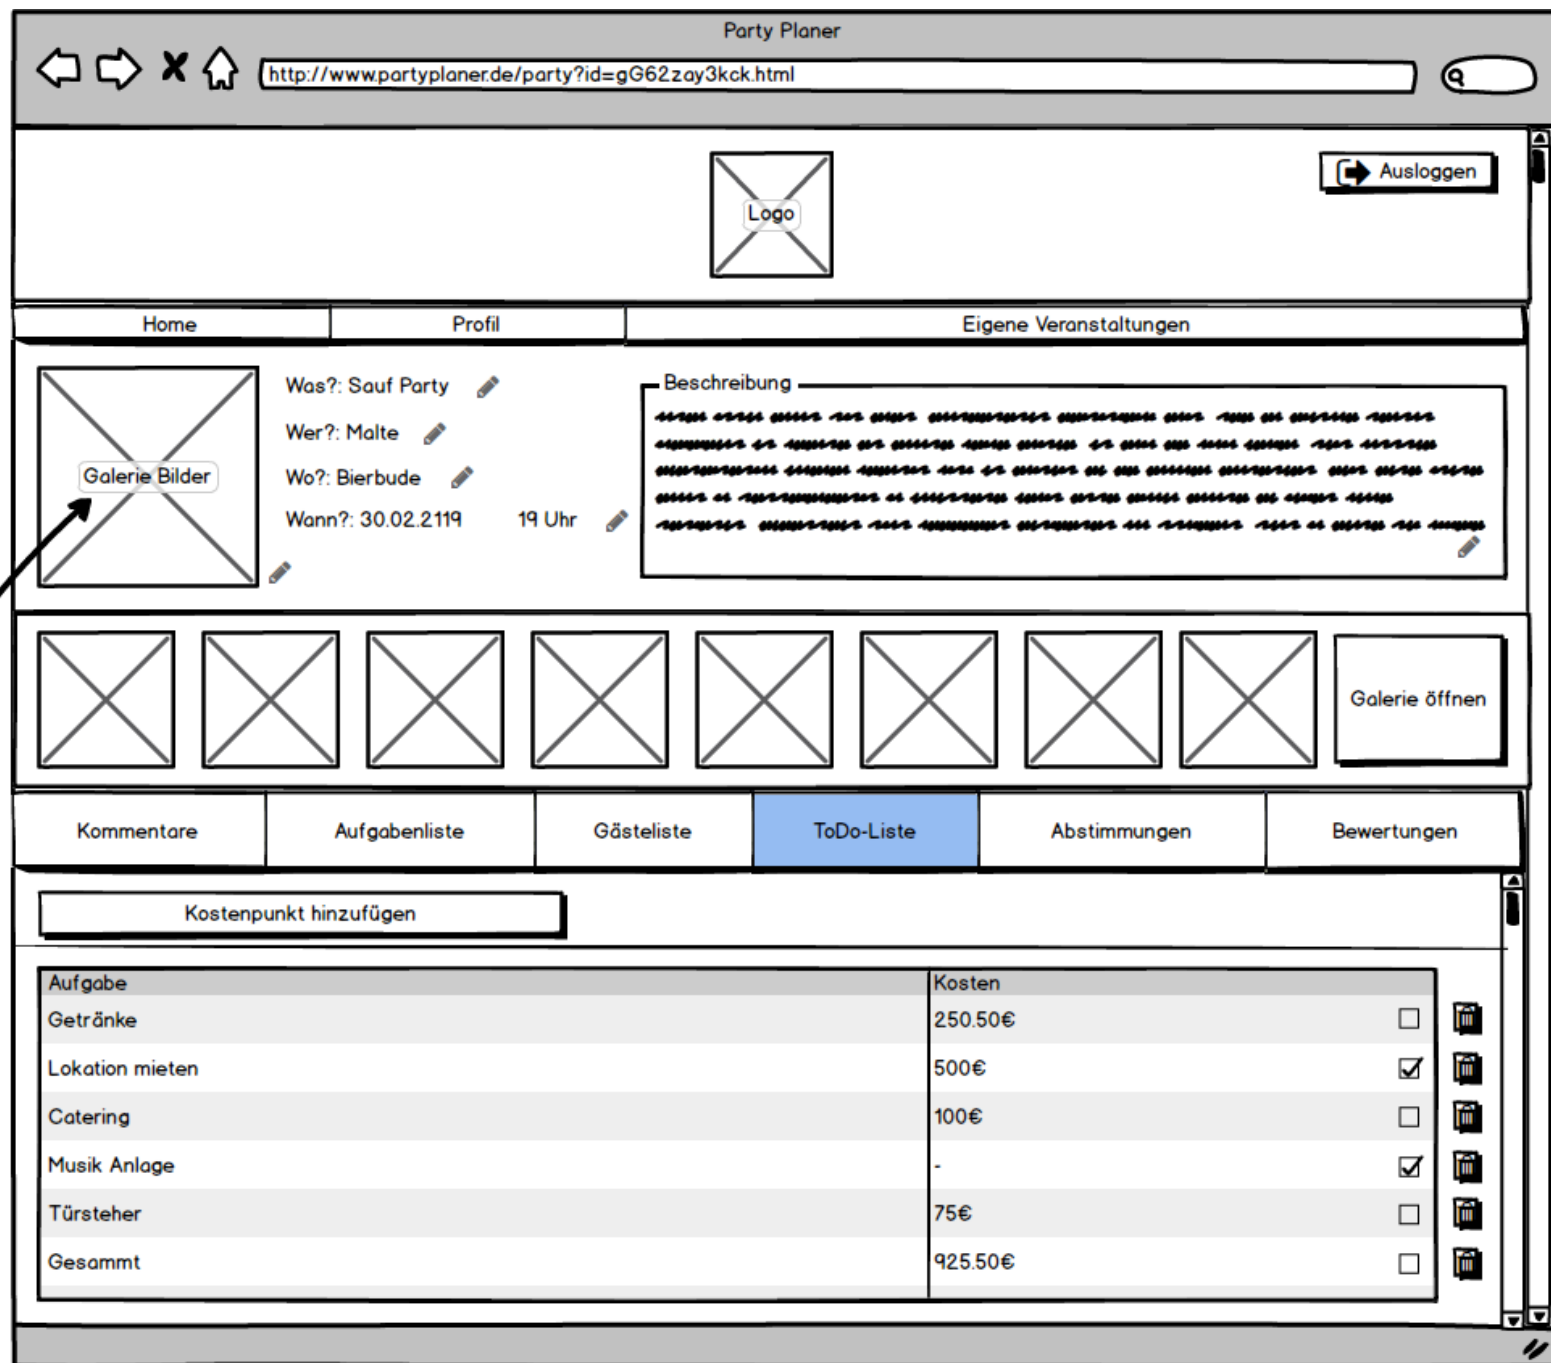 Party Planer
http://www.partyplaner.de/party?id=gG62zay3kck.html
Ausloggen
Logo
Home Profil Eigene Veranstaltungen
Was?: Sauf Party
Wer?: Malte
Wo?: Bierbude
Wann?: 30.02.2119 19 Uhr
Galerie Bilder
Beschreibung
Galerie öffnen
Kommentare Aufgabenliste Gästeliste ToDo-Liste Abstimmungen Bewertungen
Kostenpunkt hinzufügen
Aufgabe Kosten
Getränke 250.50€
Lokation mieten 500€
Catering 100€
Musik Anlage -
Türsteher 75€
Gesammt 925.50€